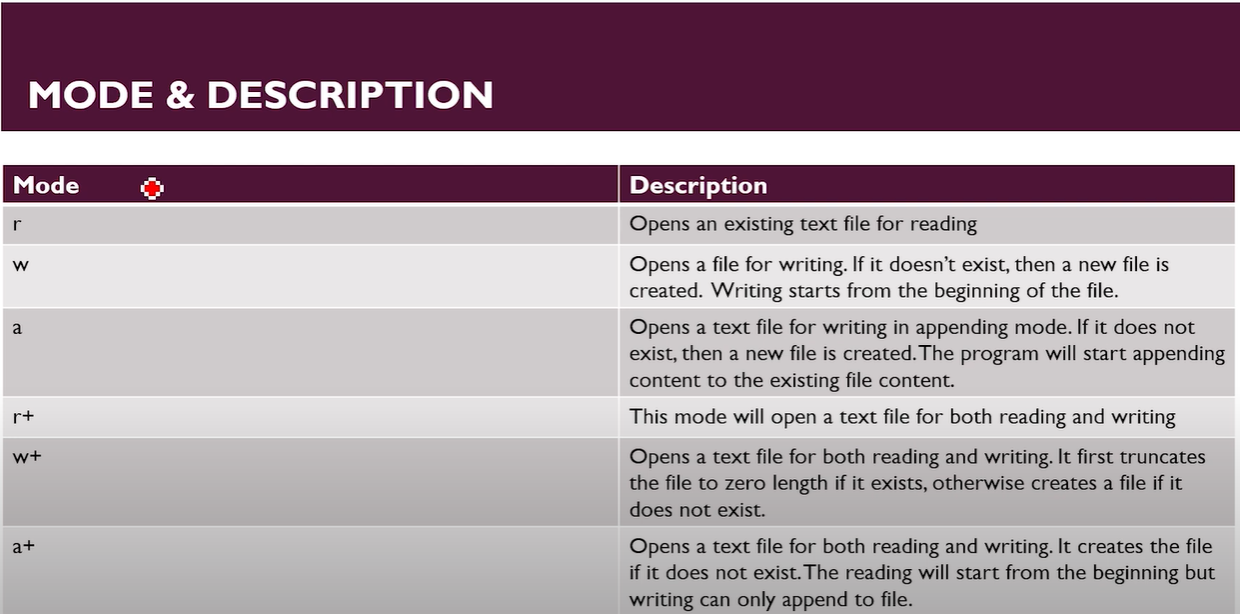 MODE & DESCRIPTION
Mode Description
r Opens an existing text file for reading
w Opens a file for writing. If it doesn’t exist, then a new file is
created. Writing starts from the beginning of the file.
a Opens a text file for writing in appending mode. If it does not
exist, then a new file is created. The program will start appending
content to the existing file content.
r+ This mode will open a text file for both reading and writing
w+ Opens a text file for both reading and writing. It first truncates
the file to zero length if it exists, otherwise creates a file if it
does not exist.
a+ Opens a text file for both reading and writing. It creates the file
if it does not exist. The reading will start from the beginning but
writing can only append to file.